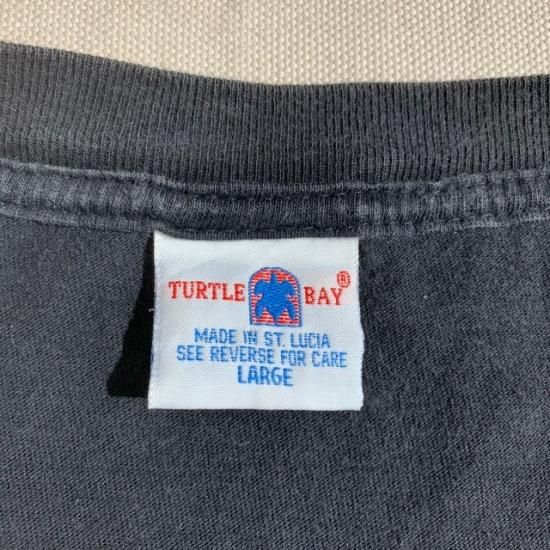 TURTLE BAY®
MADE IN ST. LUCIA
SEE REVERSE FOR CARE
LARGE